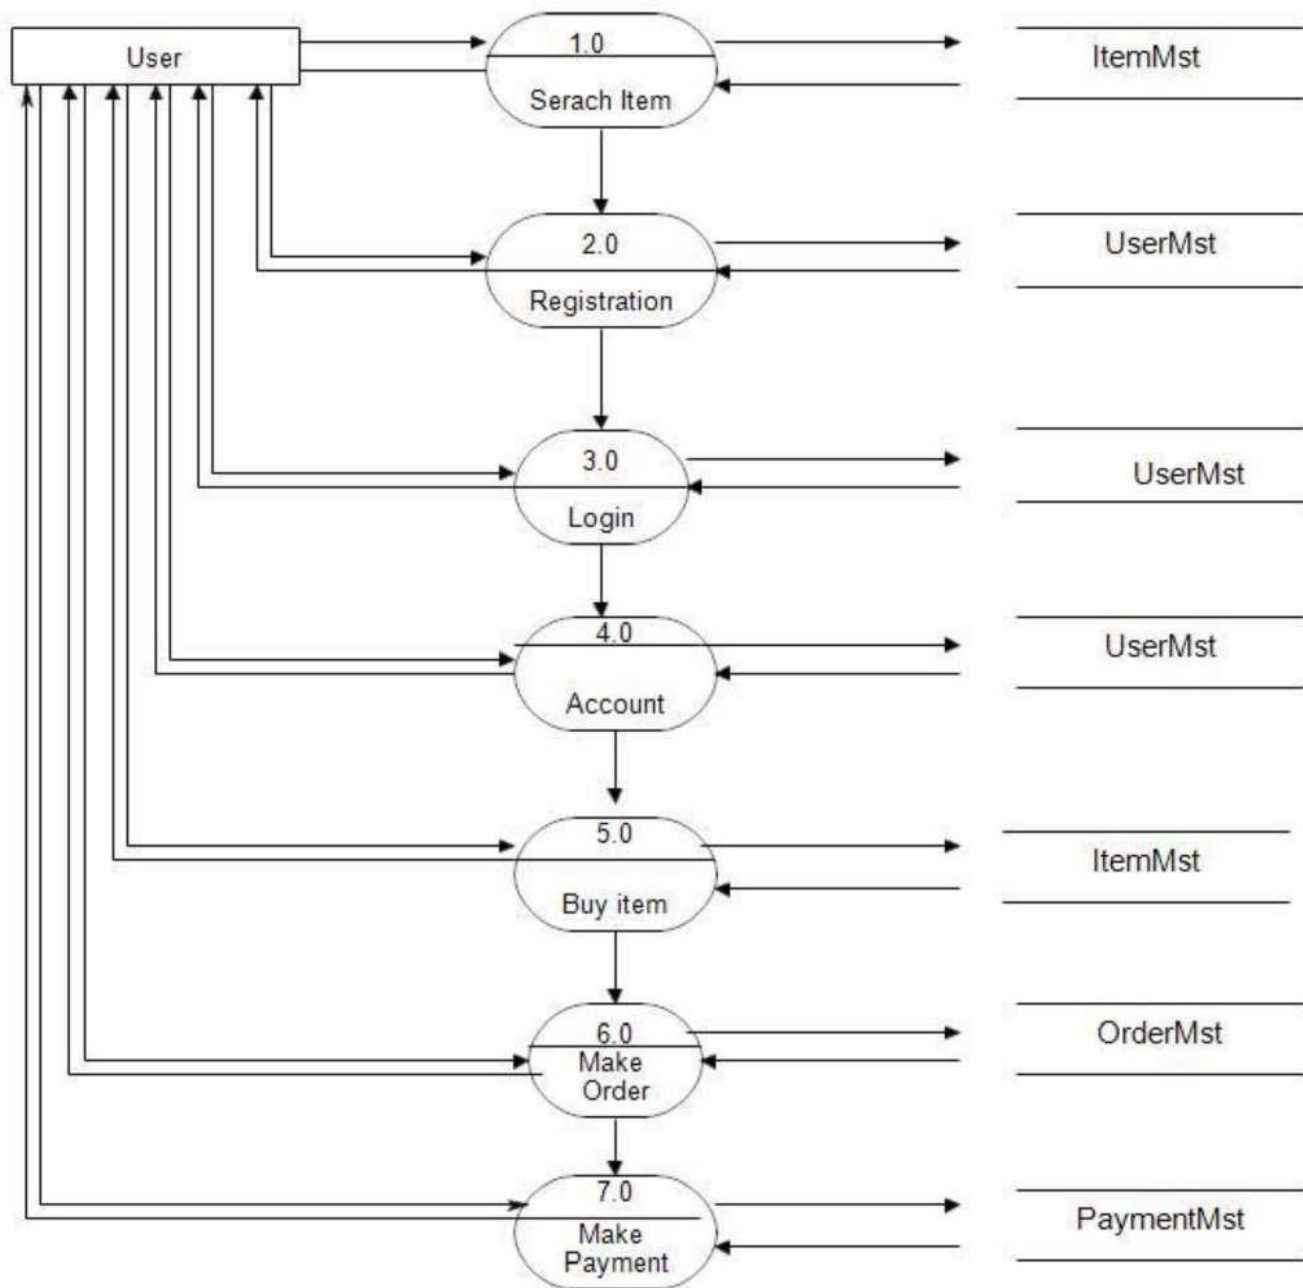 User
1.0
Serach Item
ItemMst
2.0
Registration
UserMst
3.0
Login
UserMst
4.0
Account
UserMst
5.0
Buy item
ItemMst
6.0
Make
Order
OrderMst
7.0
Make
Payment
PaymentMst